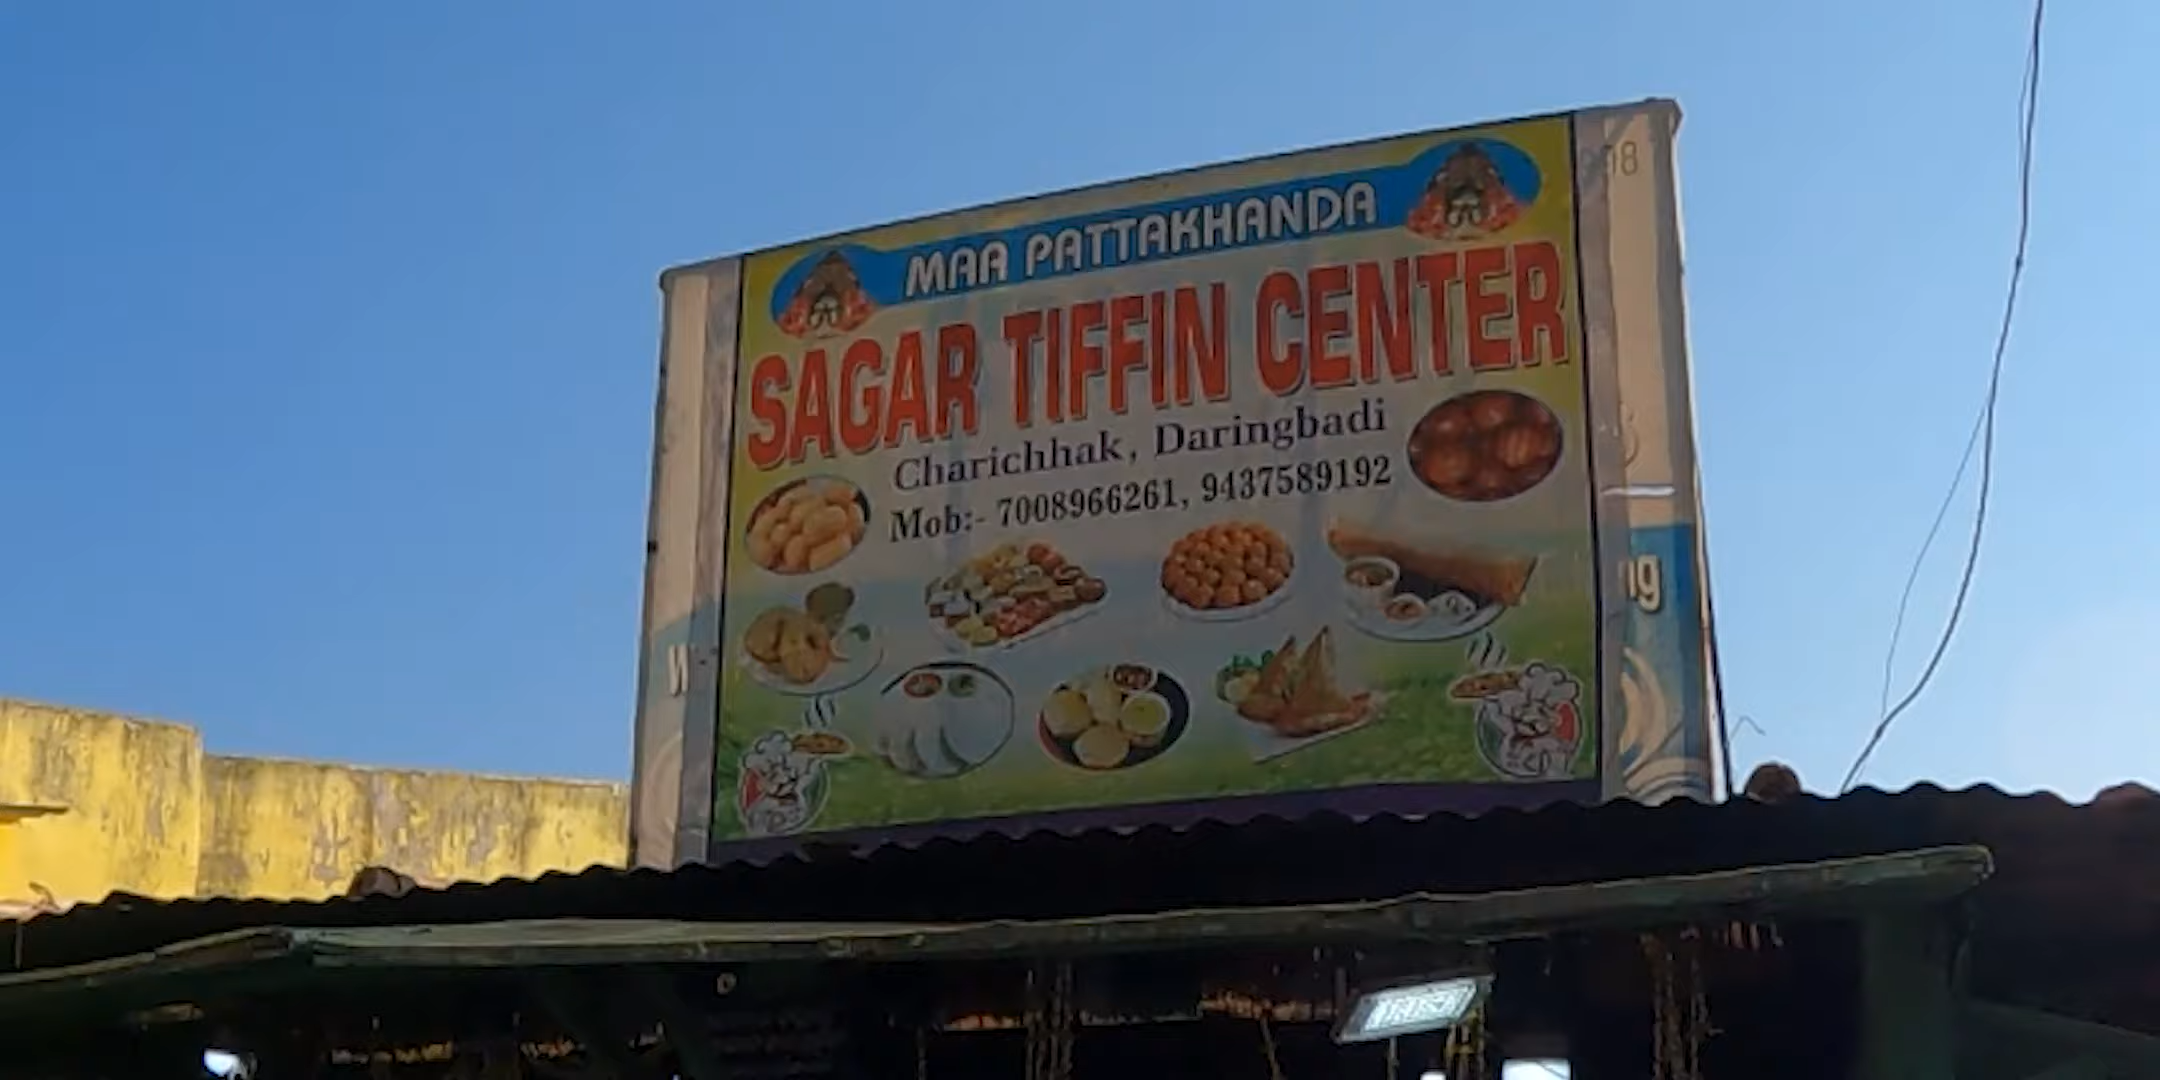 MAA PATTAKHANDA
SAGAR TIFFIN CENTER
Charichhak, Daringbadi
Mob:- 7008966261, 9437589192